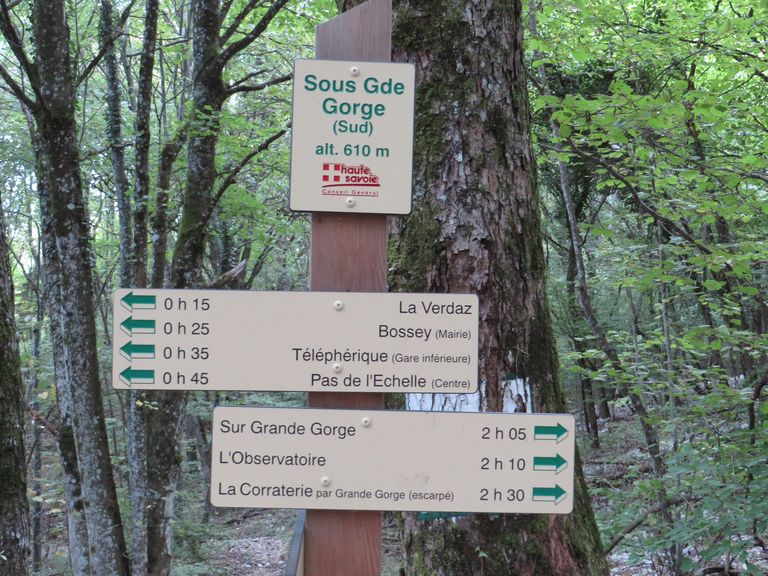 Sous Gde
Gorge
(Sud)
alt. 610 m
haute
savoie
Conseil Général
0 h 15 La Verdaz
0 h 25 Bossey (Mairie)
0 h 35 Téléphérique (Gare inférieure)
0 h 45 Pas de l'Echelle (Centre)
Sur Grande Gorge 2 h 05
L'Observatoire 2 h 10
La Corraterie par Grande Gorge (escarpé) 2 h 30